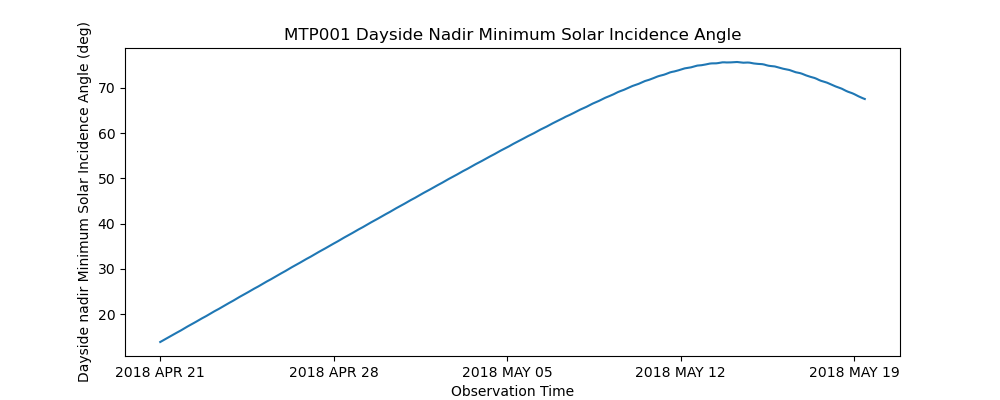 MTP001 Dayside Nadir Minimum Solar Incidence Angle
Dayside nadir Minimum Solar Incidence Angle (deg)
70
60
50
40
30
20
2018 APR 21
2018 APR 28
2018 MAY 05
2018 MAY 12
2018 MAY 19
Observation Time